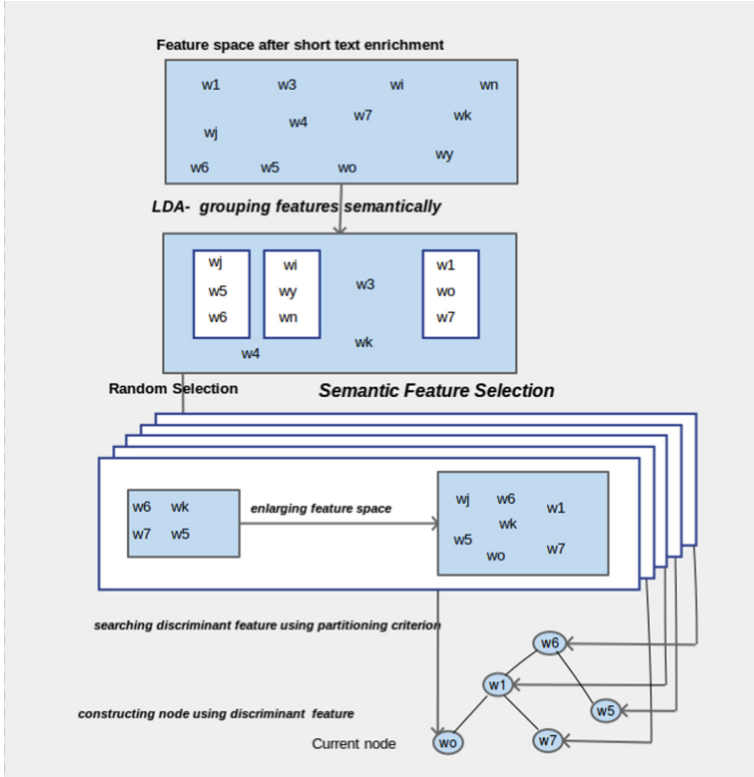 Feature space after short text enrichment
w1 w3 wi wn
w4 w7 wk
wj
wy
w6 w5 wo
LDA- grouping features semantically
wj wi w1
w3
w5 wy wo
w6 wn w7
wk
w4
Random Selection Semantic Feature Selection
w6 wk
w7 w5
enlarging feature space
wj w6 w1
wk
w5
wo w7
searching discriminant feature using partitioning criterion
w6
w1
w5
constructing node using discriminant feature
Current node wo w7